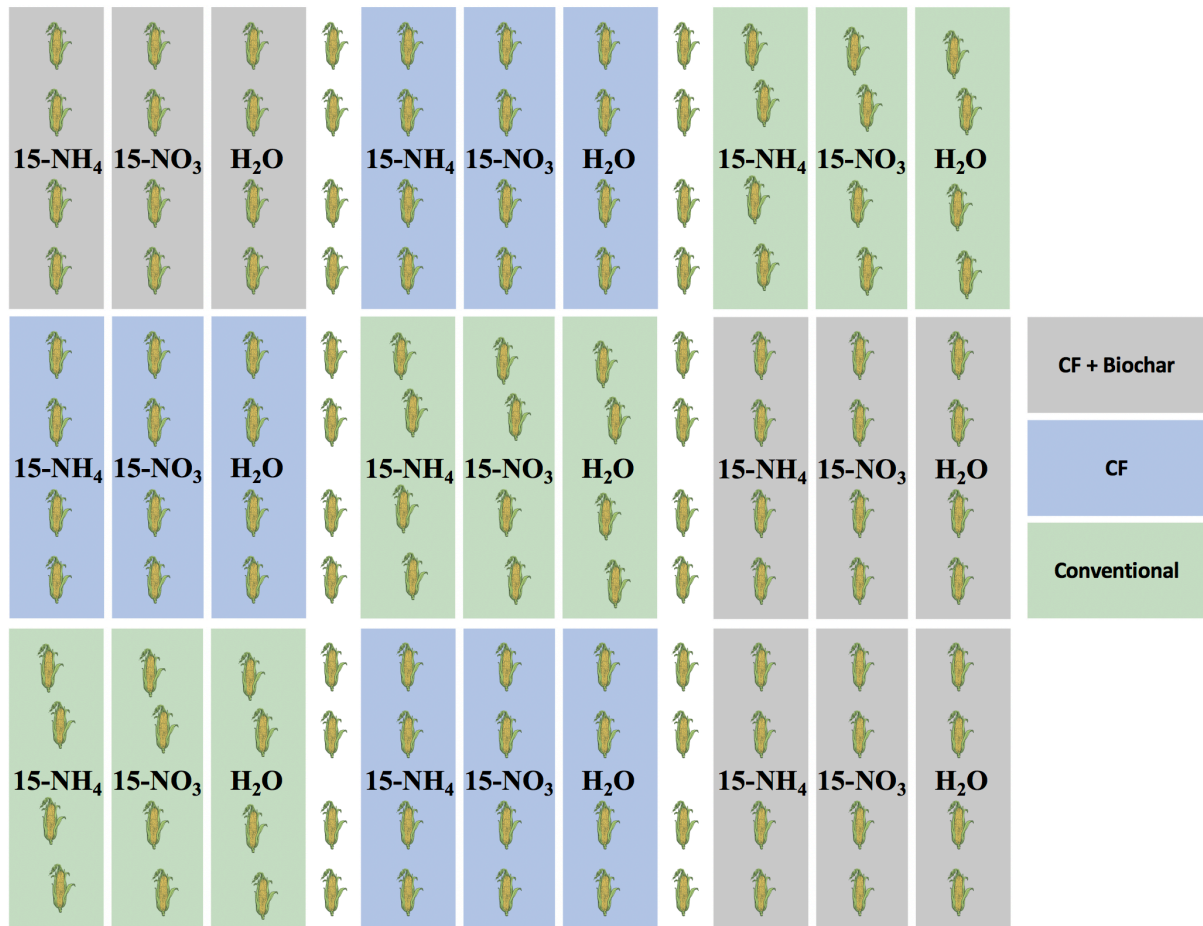 15-NH₄ 15-NO₃ H₂O 15-NH₄ 15-NO₃ H₂O 15-NH₄ 15-NO₃ H₂O
CF + Biochar
CF
15-NH₄ 15-NO₃ H₂O 15-NH₄ 15-NO₃ H₂O 15-NH₄ 15-NO₃ H₂O
Conventional
15-NH₄ 15-NO₃ H₂O 15-NH₄ 15-NO₃ H₂O 15-NH₄ 15-NO₃ H₂O